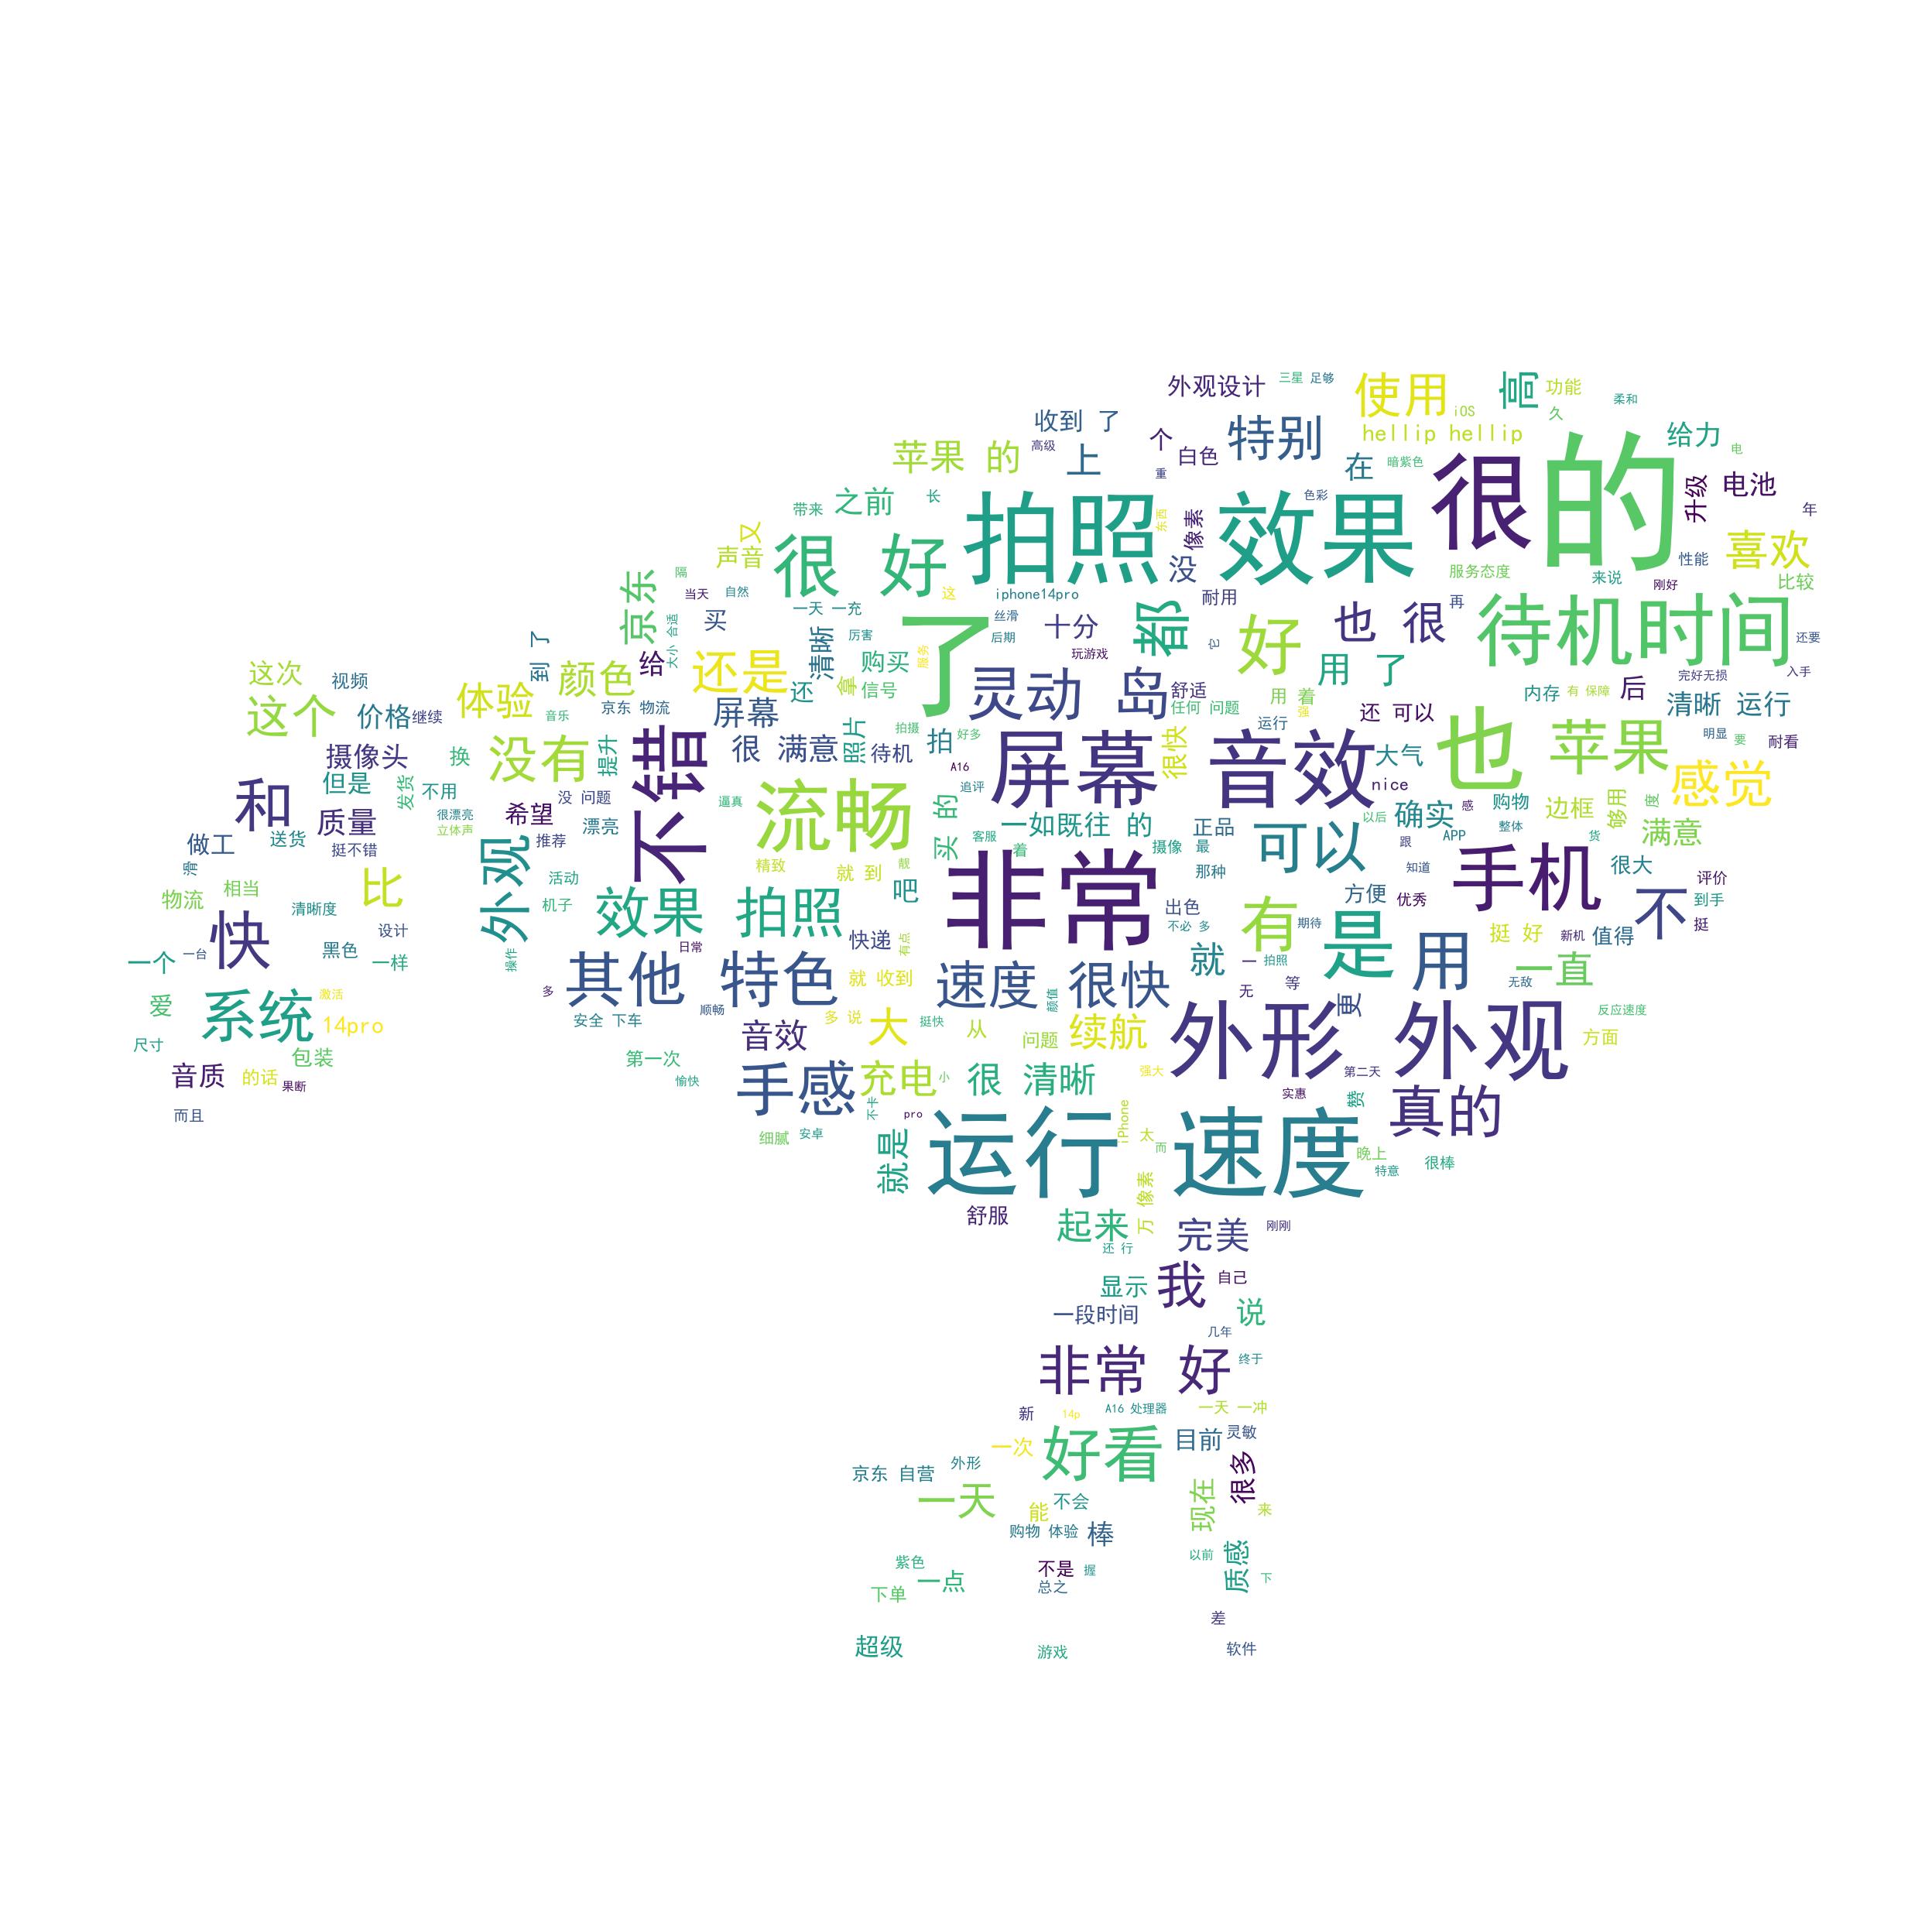 外观设计
三星 足够
使用
iOS
高
功能
久
柔和
收到 了
高级
上
个
白色
重
特别
hellip hellip
给力
电
苹果 的
在
暗紫色
很
的
升级
电池
年
带来
之前
长
拍照 效果
东西
像素
没
色彩
又
声音
很 好
喜欢
性能
服务态度
来说
刚好
比较
京东
隔
当天
自然
这
iphone14pro
都
耐用
也 很
再
待机时间
还要
大小 合适
买
一天 一充
清晰
厉害
丝滑
后期
十分
玩游戏
它
好
用 了
入手
到 了
给
还是
购买
服务
了
灵动 岛
舒适
任何 问题
用 着
强
运行
还 可以
内存
有 保障
后
完好无损
清晰 运行
这次
视频
颜色
体验
音乐
京东 物流
屏幕
还
拿
信号
这个
价格
继续
摄像头
换
没有
提升
不错
很 满意
照片
待机
拍摄
拍
好多
A16
追评
屏幕 音效
很快
大气
nice
也
苹果
明显
要
耐看
感觉
和
但是
发货
不用
没 问题
希望
逼真
流畅
买 的
一如既往 的
客服
着
正品
摄像
最
那种
可以
以后
确实
感
购物
APP
整体
跟
知道
边框
够用
度
货
满意
质量
很漂亮
立体声
漂亮
推荐
做工
送货
挺不错
滑
外观
精致
就 到
靓
非常
手机
很大
评价
到手
挺
不
物流
相当
比
清晰度
设计
活动
机子
效果 拍照
吧
出色
不必 多
有
期待
方便
优秀
是
用
挺 好
新机
值得
快
一台
一个
黑色
一样
操作
日常
快递
有点
就
一 拍照
一直
无敌
多
其他 特色
就 收到
速度 很快
颜值
无
等
更
爱
系统
激活
14pro
安全 下车
顺畅
音效
多 说
大
挺快
从
问题
续航
外形 外观
反应速度
方面
尺寸
包装
音质
的话
果断
第一次
愉快
手感
充电
小
很 清晰
强大
第二天
实惠
赞
真的
而且
不卡
pro
细腻
安卓
就是
运行 速度
iPhone
太
而
晚上
特意
很棒
万 像素
舒服
起来
还 行
完美
刚刚
显示
我
自己
一段时间
说
几年
非常 好
终于
新
14p
A16 处理器
一天 一冲
一次
好看
目前
灵敏
很多
京东 自营
外形
一天
能
不会
现在
来
购物 体验
棒
以前
质感
下
紫色
一点
下单
不是
握
总之
差
超级
游戏
软件